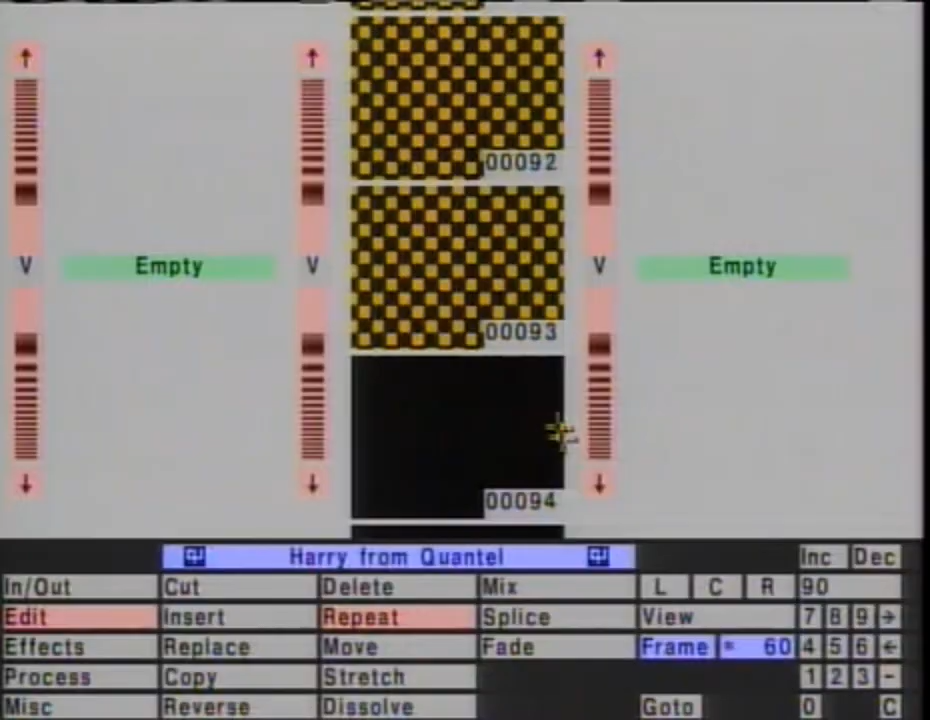 00092
V Empty V V Empty
00093
00094
Harry from Quantel Inc Dec
In/Out Cut Delete Mix L C R 90
Edit Insert Repeat Splice View 7 8 9 →
Effects Replace Move Fade Frame * 60 4 5 6 ←
Process Copy Stretch 1 2 3 -
Misc Reverse Dissolve Goto 0 C